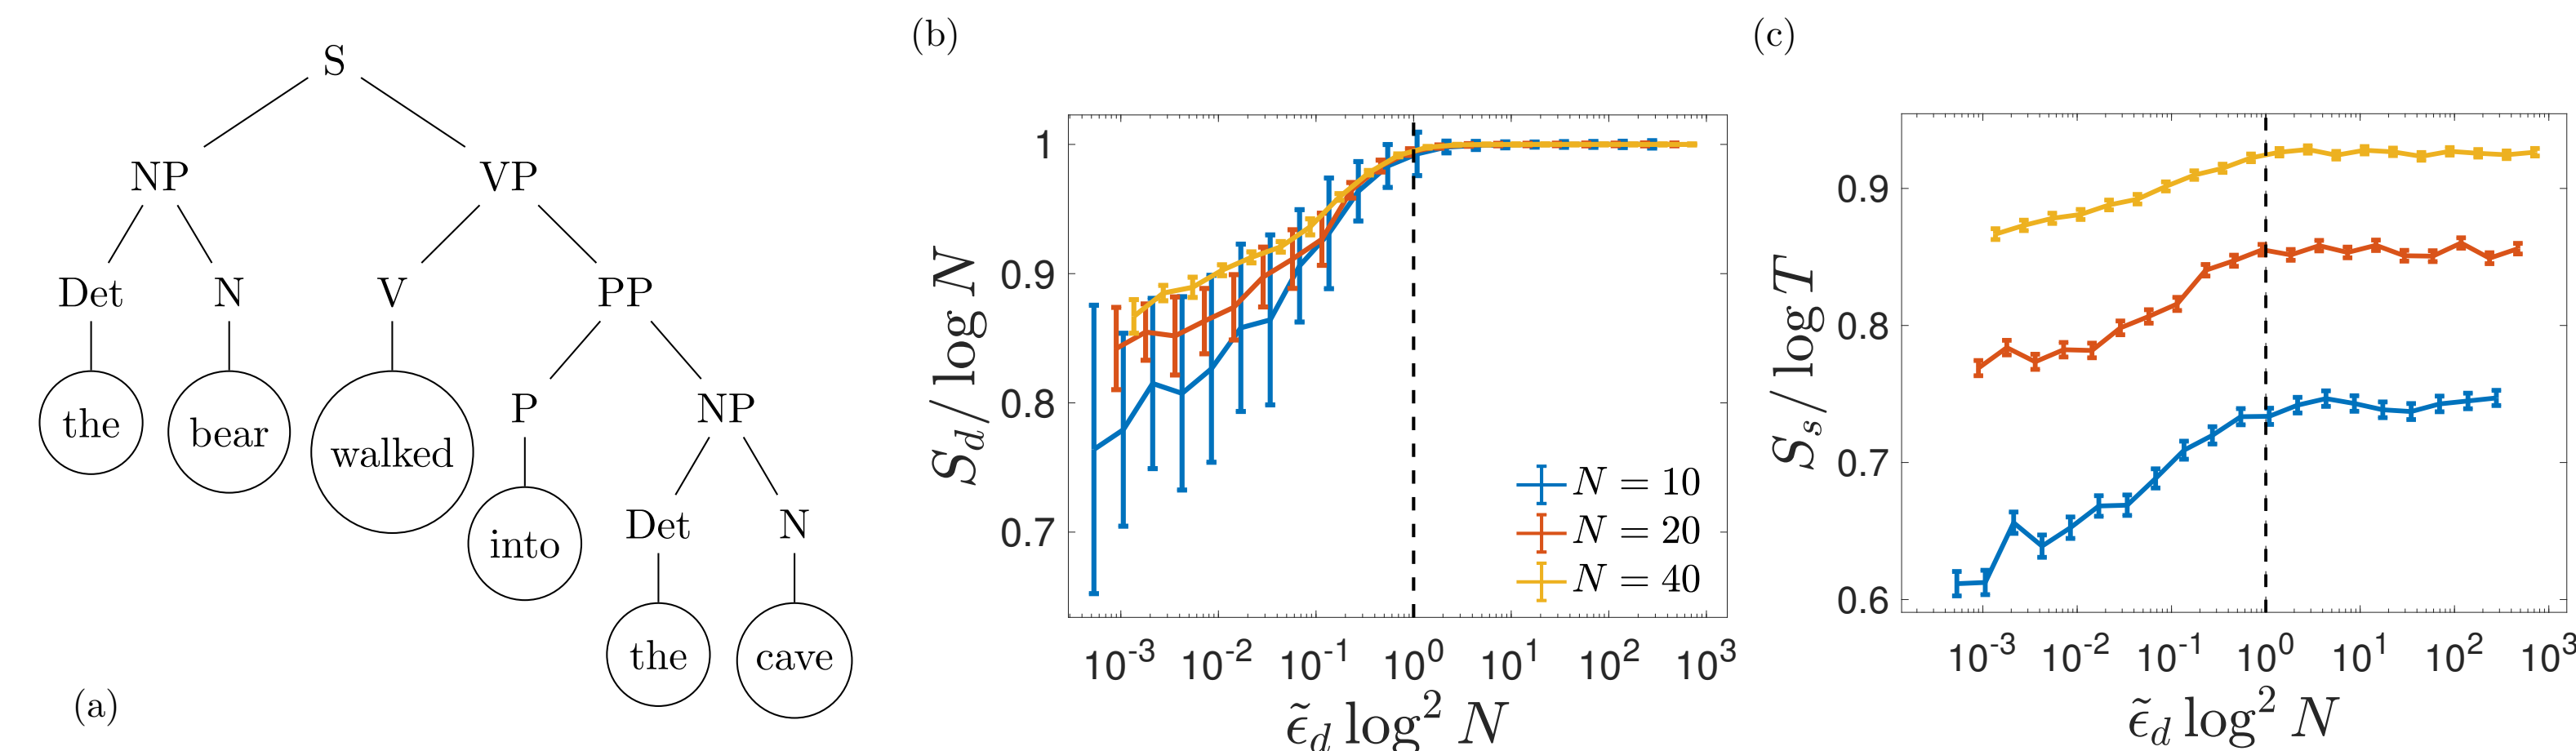 (a)
S
NP VP
Det N V PP
the bear walked P NP
into Det N
the cave
(b)
S_d / log N
1
0.9
0.8
0.7
N = 10
N = 20
N = 40
10^-3 10^-2 10^-1 10^0 10^1 10^2 10^3
ϵ̃_d log^2 N
(c)
S_s / log T
0.9
0.8
0.7
0.6
10^-3 10^-2 10^-1 10^0 10^1 10^2 10^3
ϵ̃_d log^2 N